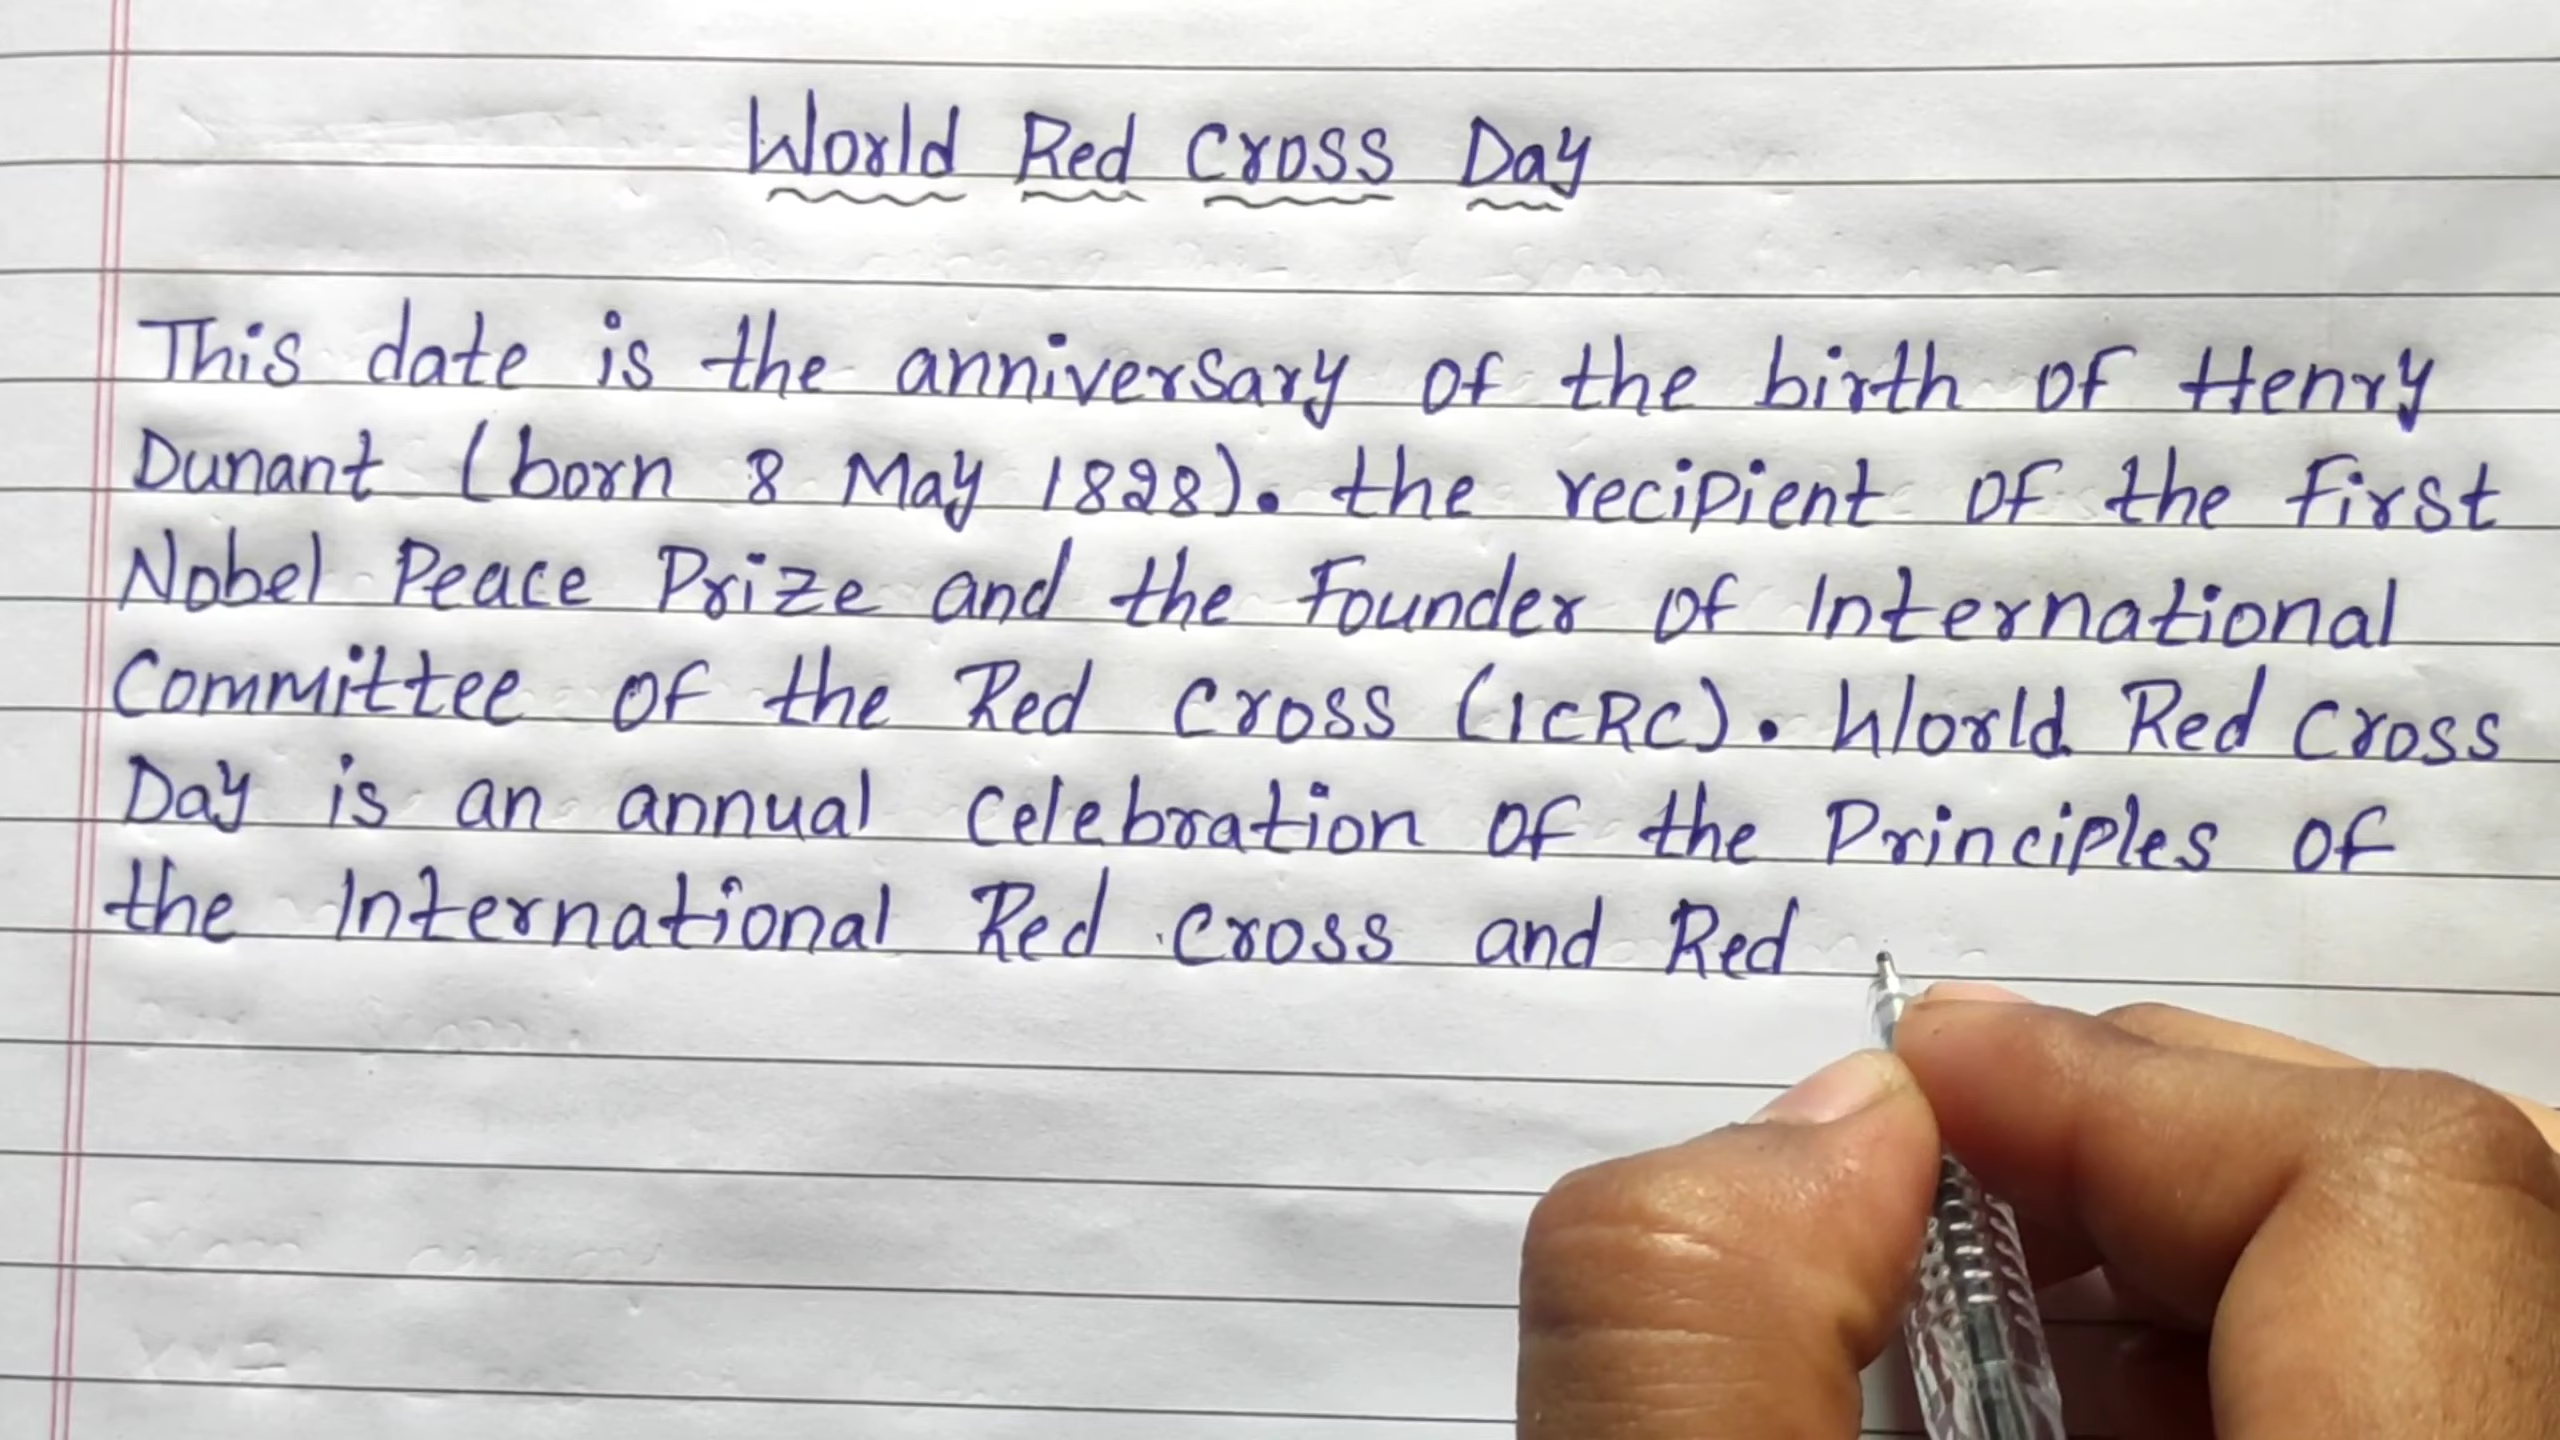 World Red Cross Day
This date is the anniversary of the birth of Henry
Dunant (born 8 May 1828). the recipient of the first
Nobel Peace Prize and the Founder of International
Committee of the Red Cross (ICRC). World Red Cross
Day is an annual celebration of the Principles of
the International Red Cross and Red